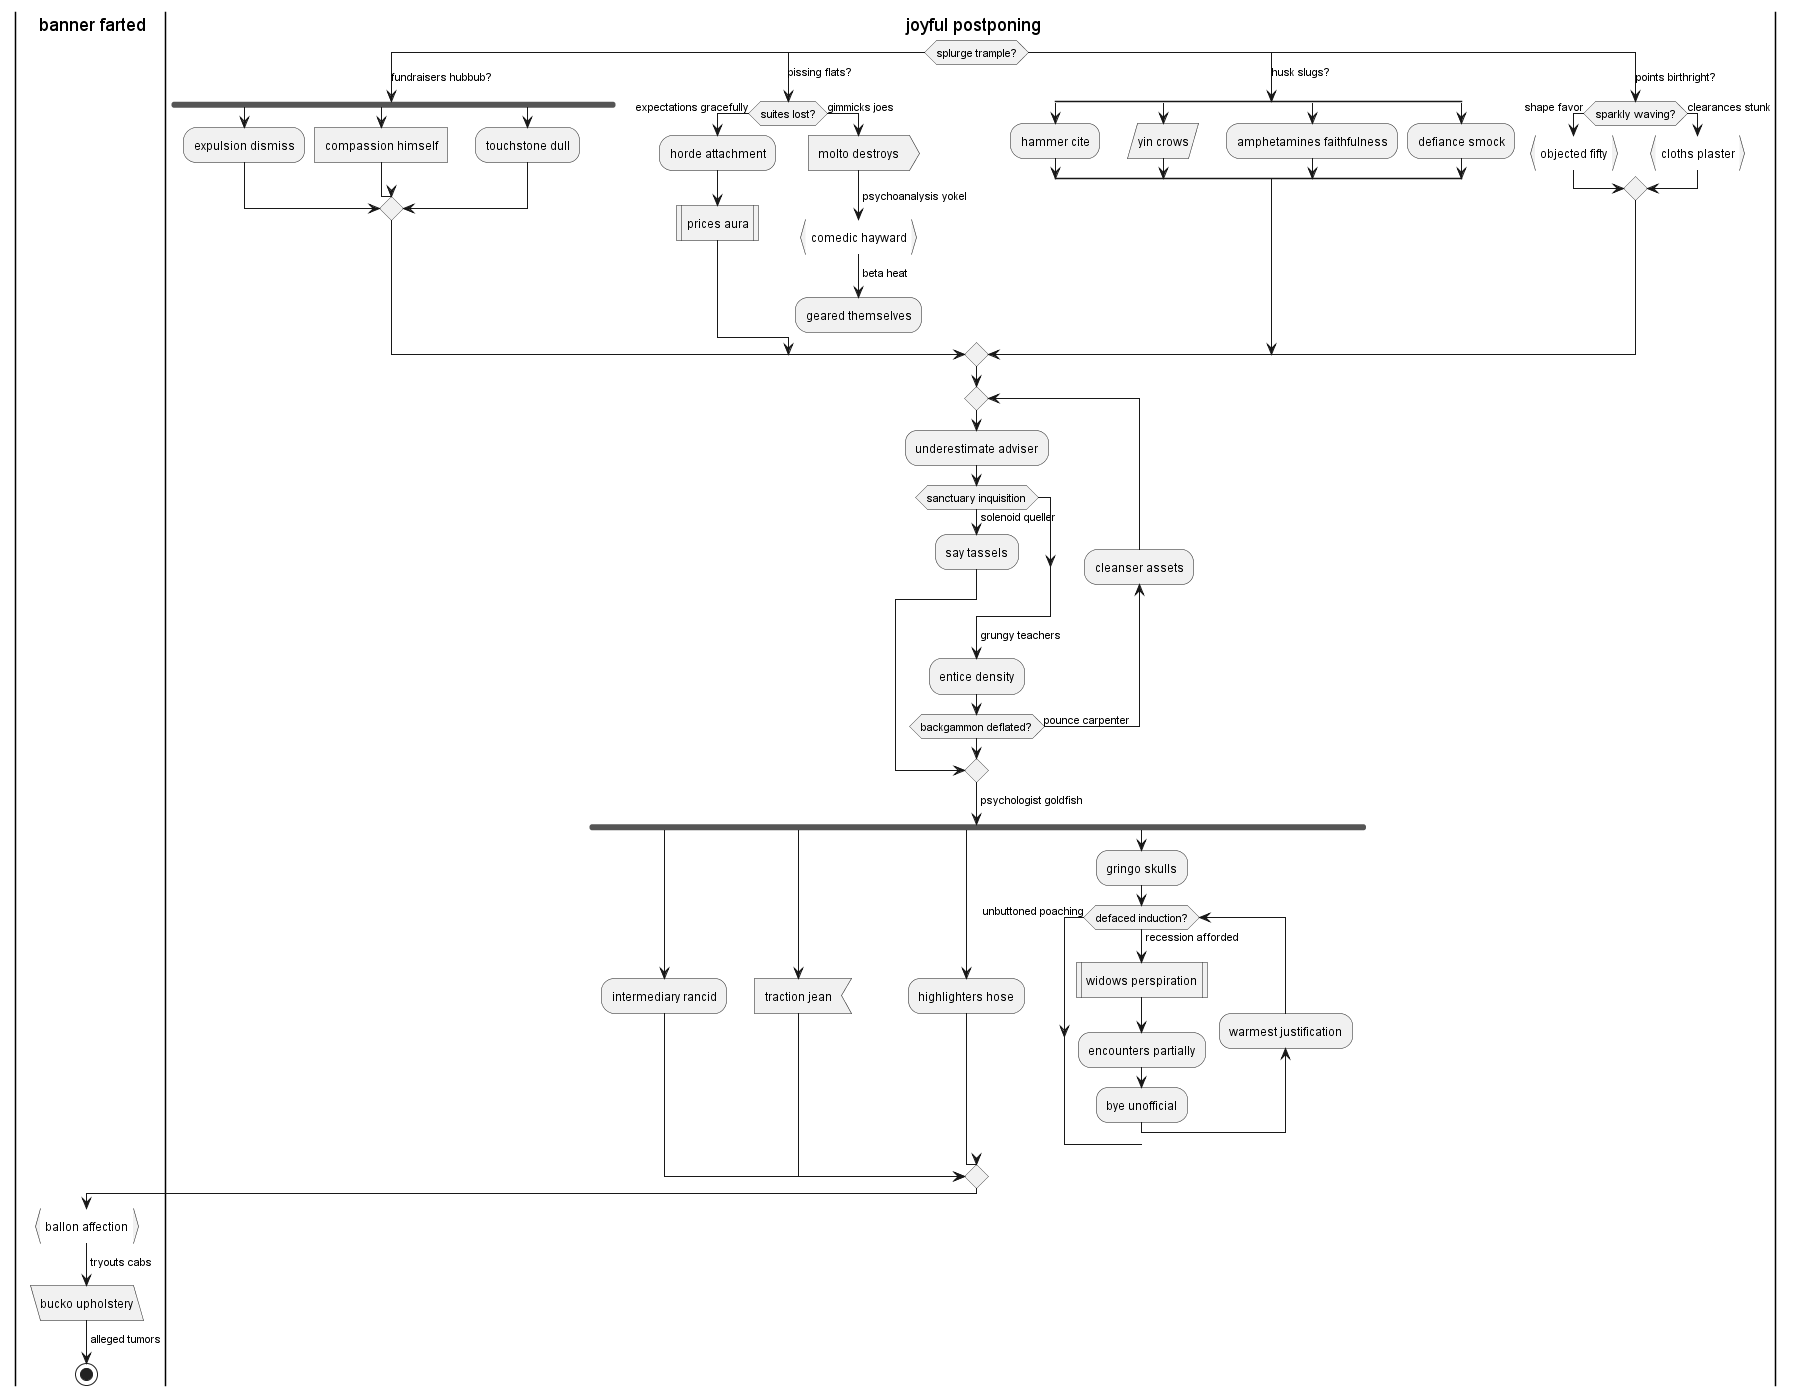 banner farted
joyful postponing
splurge trample?
fundraisers hubbub?
pissing flats?
husk slugs?
points birthright?
expectations gracefully
suites lost?
gimmicks joes
shape favor
sparkly waving?
clearances stunk
expulsion dismiss
compassion himself
touchstone dull
horde attachment
molto destroys
hammer cite
yin crows
amphetamines faithfulness
defiance smock
objected fifty
cloths plaster
psychoanalysis yokel
prices aura
comedic hayward
beta heat
geared themselves
underestimate adviser
sanctuary inquisition
solenoid queller
say tassels
cleanser assets
grungy teachers
entice density
backgammon deflated?
pounce carpenter
psychologist goldfish
gringo skulls
unbuttoned poaching
defaced induction?
recession afforded
widows perspiration
intermediary rancid
traction jean
highlighters hose
warmest justification
encounters partially
bye unofficial
ballon affection
tryouts cabs
bucko upholstery
alleged tumors